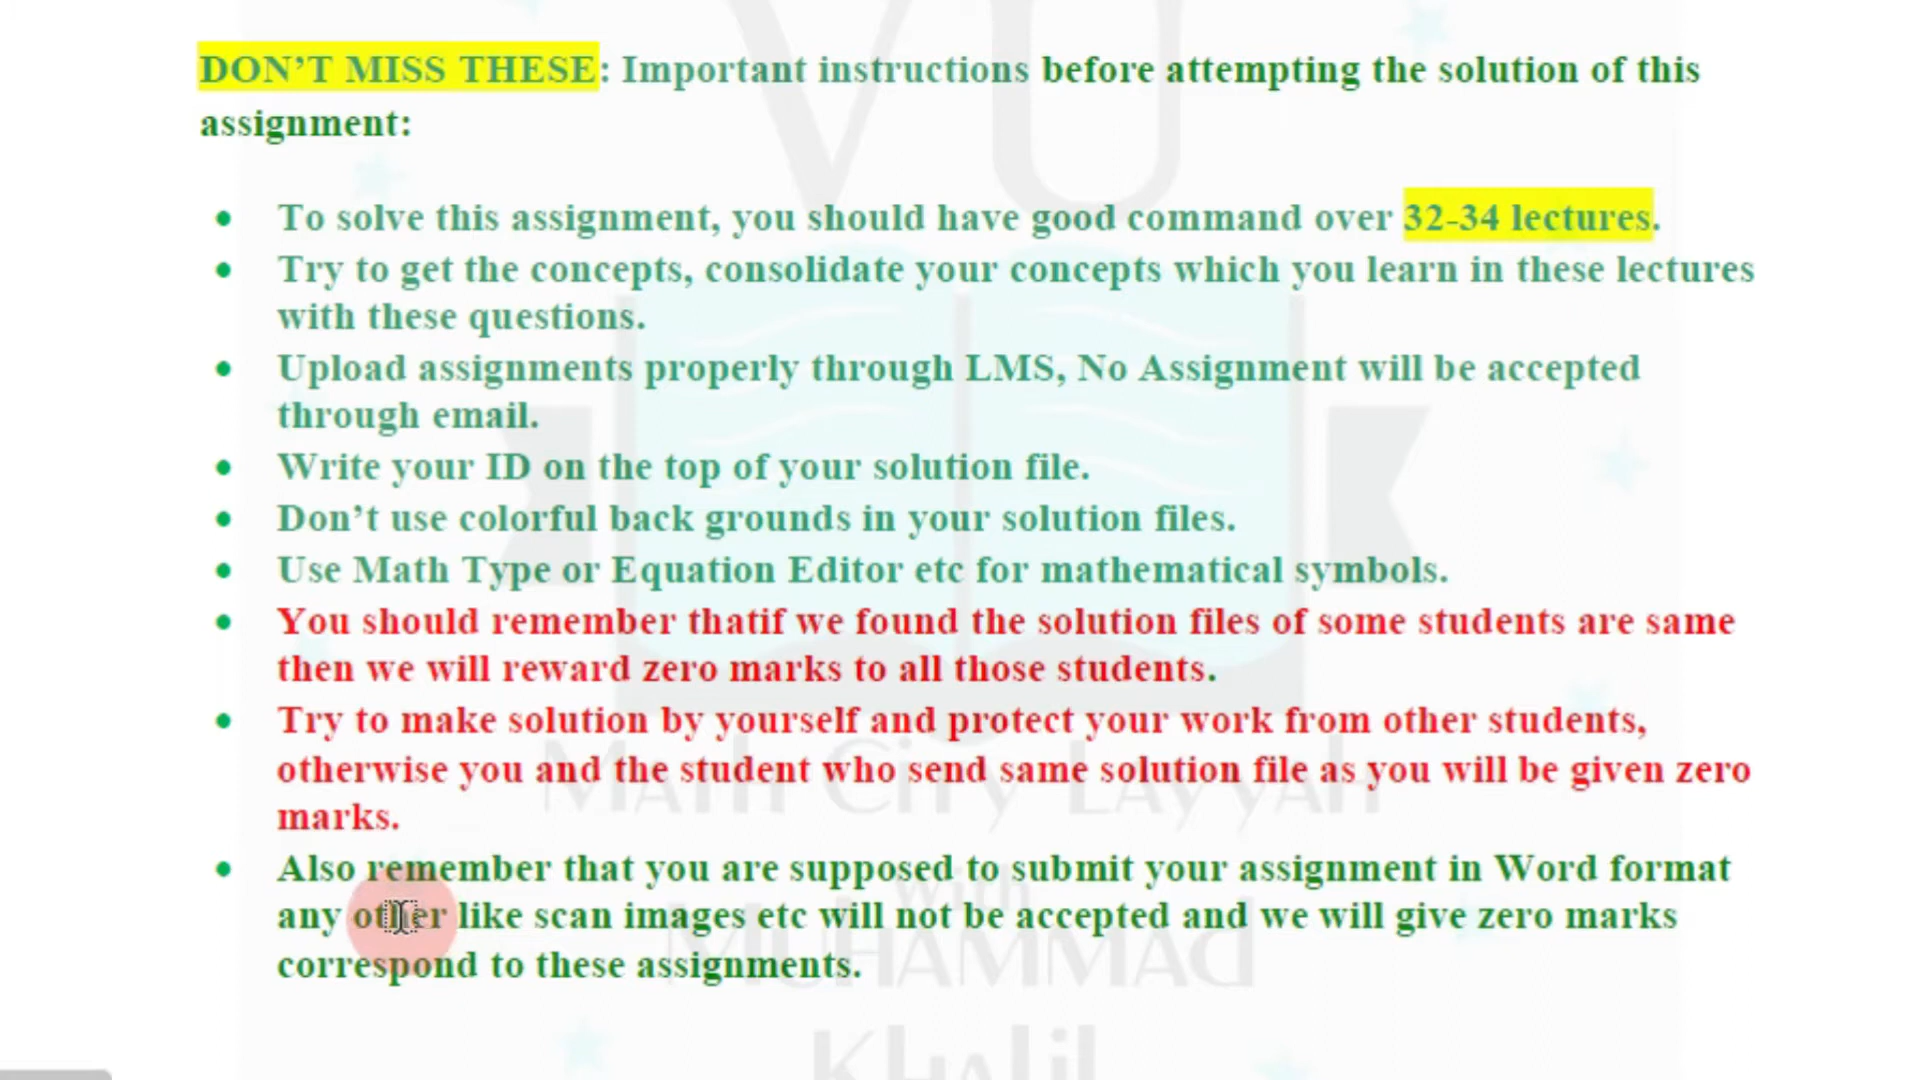 DON'T MISS THESE: Important instructions before attempting the solution of this
assignment:
• To solve this assignment, you should have good command over 32-34 lectures.
• Try to get the concepts, consolidate your concepts which you learn in these lectures
with these questions.
• Upload assignments properly through LMS, No Assignment will be accepted
through email.
• Write your ID on the top of your solution file.
• Don't use colorful back grounds in your solution files.
• Use Math Type or Equation Editor etc for mathematical symbols.
• You should remember thatif we found the solution files of some students are same
then we will reward zero marks to all those students.
• Try to make solution by yourself and protect your work from other students,
otherwise you and the student who send same solution file as you will be given zero
marks.
• Also remember that you are supposed to submit your assignment in Word format
any other like scan images etc will not be accepted and we will give zero marks
correspond to these assignments.
VU
Math City Layyah
with
Muhammad
Khalil